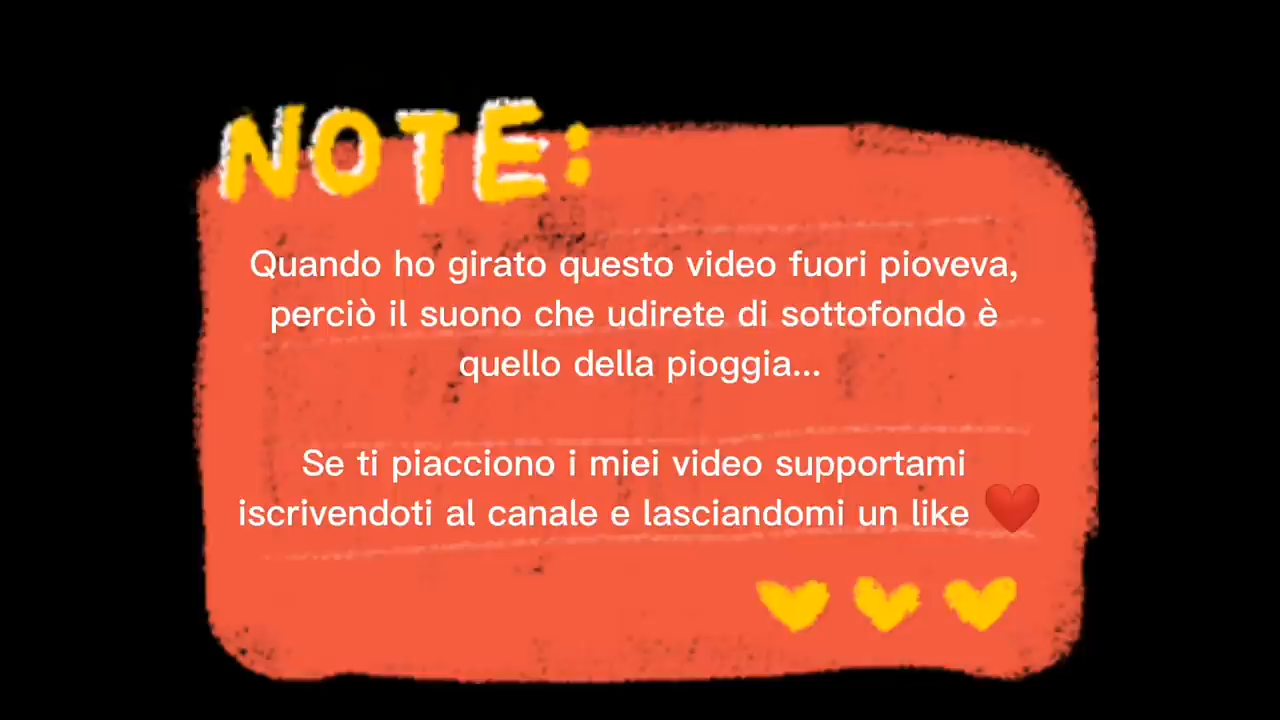 NOTE:
Quando ho girato questo video fuori pioveva,
perciò il suono che udirete di sottofondo è
quello della pioggia...
Se ti piacciono i miei video supportami
iscrivendoti al canale e lasciandomi un like ❤️